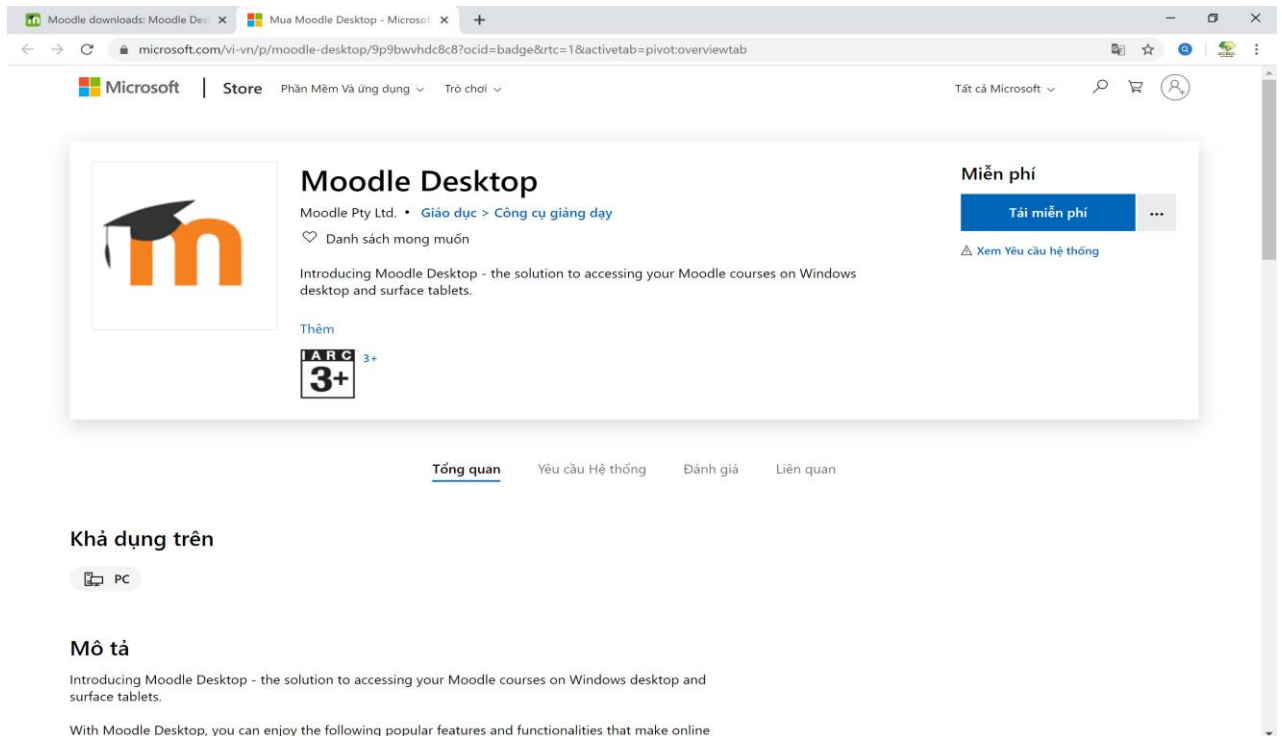 Moodle downloads: Moodle Des
Mua Moodle Desktop - Microsof
microsoft.com/vi-vn/p/moodle-desktop/9p9bwvhdc8c8?ocid=badge&rtc=1&activetab=pivot:overviewtab
Microsoft Store Phần Mềm Và ứng dụng Trò chơi Tất cả Microsoft
m
Moodle Desktop
Moodle Pty Ltd. • Giáo dục > Công cụ giảng dạy
Danh sách mong muốn
Introducing Moodle Desktop - the solution to accessing your Moodle courses on Windows
desktop and surface tablets.
Thêm
IARC
3+
3+
Miễn phí
Tải miễn phí ...
Xem Yêu cầu hệ thống
Tổng quan Yêu cầu Hệ thống Đánh giá Liên quan
Khả dụng trên
PC
Mô tả
Introducing Moodle Desktop - the solution to accessing your Moodle courses on Windows desktop and
surface tablets.
With Moodle Desktop, you can enjoy the following popular features and functionalities that make online